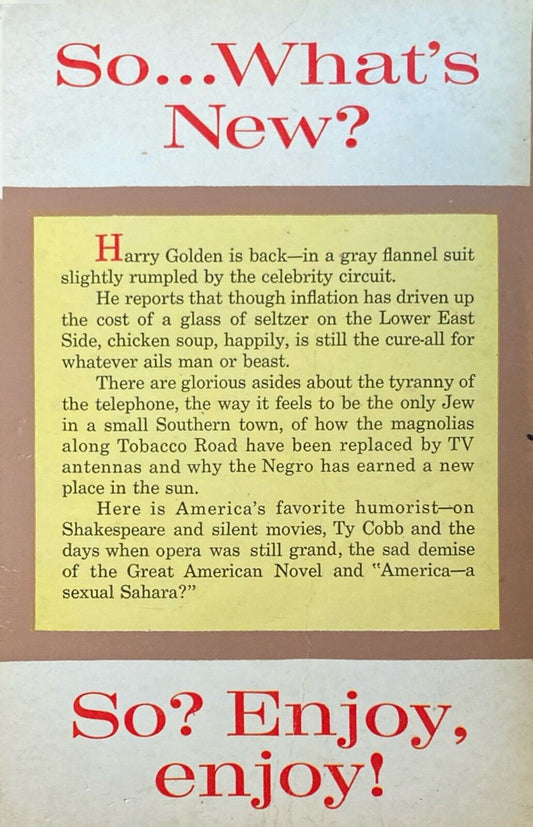 So...What's
New?
Harry Golden is back—in a gray flannel suit
slightly rumpled by the celebrity circuit.
He reports that though inflation has driven up
the cost of a glass of seltzer on the Lower East
Side, chicken soup, happily, is still the cure-all for
whatever ails man or beast.
There are glorious asides about the tyranny of
the telephone, the way it feels to be the only Jew
in a small Southern town, of how the magnolias
along Tobacco Road have been replaced by TV
antennas and why the Negro has earned a new
place in the sun.
Here is America's favorite humorist—on
Shakespeare and silent movies, Ty Cobb and the
days when opera was still grand, the sad demise
of the Great American Novel and "America—a
sexual Sahara?"
So? Enjoy,
enjoy!